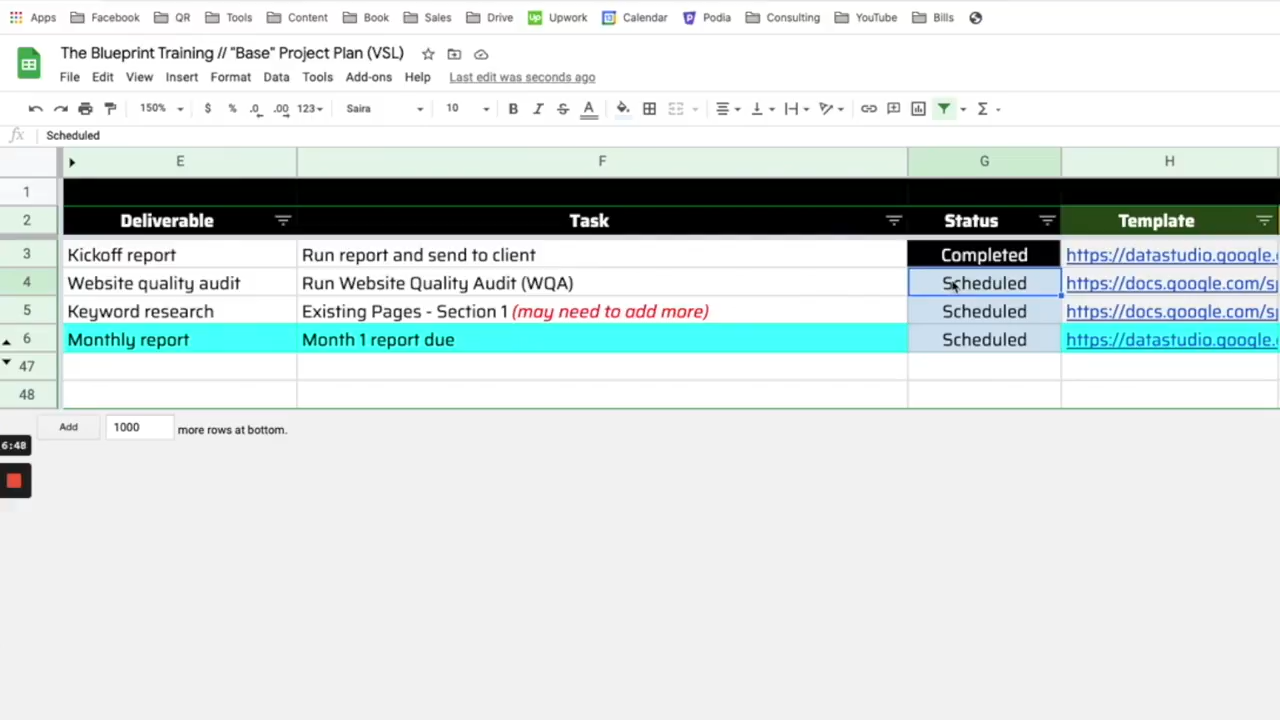 Apps Facebook QR Tools Content Book Sales Drive Up Upwork Calendar Podia Consulting YouTube Bills
The Blueprint Training // "Base" Project Plan (VSL)
File Edit View Insert Format Data Tools Add-ons Help Last edit was seconds ago
150% $ % .0 .00 123 Saira 10 B I S A Σ
fx Scheduled
E F G H
1
2 Deliverable Task Status Template
3 Kickoff report Run report and send to client Completed https://datastudio.google.
4 Website quality audit Run Website Quality Audit (WQA) Scheduled https://docs.google.com/sp
5 Keyword research Existing Pages - Section 1 (may need to add more) Scheduled https://docs.google.com/sp
6 Monthly report Month 1 report due Scheduled https://datastudio.google.
47
48
Add 1000 more rows at bottom.
6:48